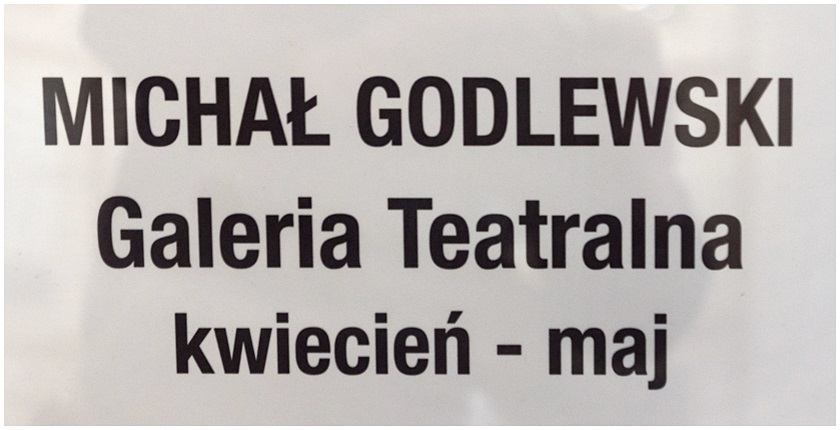 MICHAŁ GODLEWSKI
Galeria Teatralna
kwiecień - maj